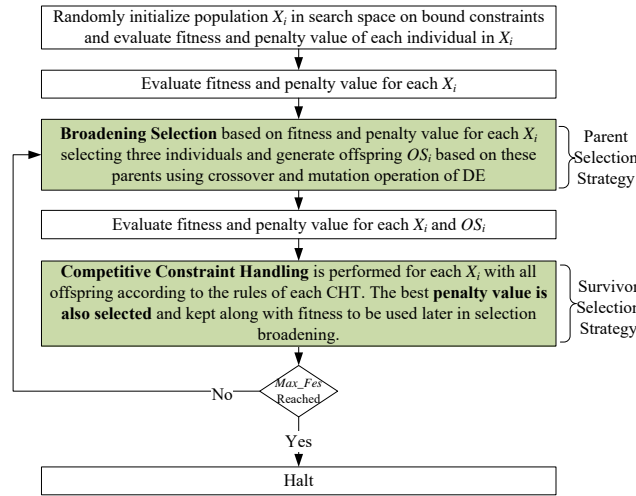 Randomly initialize population Xi in search space on bound constraints
and evaluate fitness and penalty value of each individual in Xi
Evaluate fitness and penalty value for each Xi
Broadening Selection based on fitness and penalty value for each Xi
selecting three individuals and generate offspring OSi based on these
parents using crossover and mutation operation of DE
Parent
Selection
Strategy
Evaluate fitness and penalty value for each Xi and OSi
Competitive Constraint Handling is performed for each Xi with all
offspring according to the rules of each CHT. The best penalty value is
also selected and kept along with fitness to be used later in selection
broadening.
Survivor
Selection
Strategy
Max_Fes
Reached
No
Yes
Halt